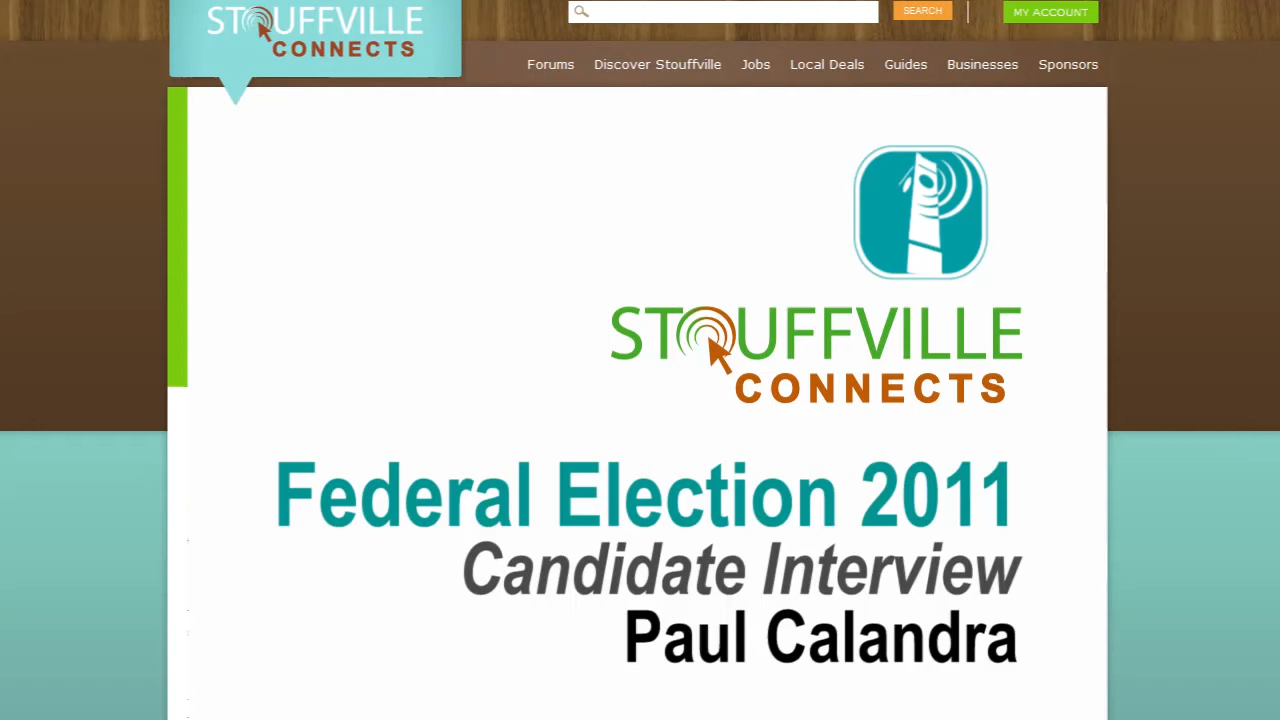 STOUFFVILLE
CONNECTS
SEARCH
MY ACCOUNT
Forums Discover Stouffville Jobs Local Deals Guides Businesses Sponsors
STOUFFVILLE
CONNECTS
Federal Election 2011
Candidate Interview
Paul Calandra